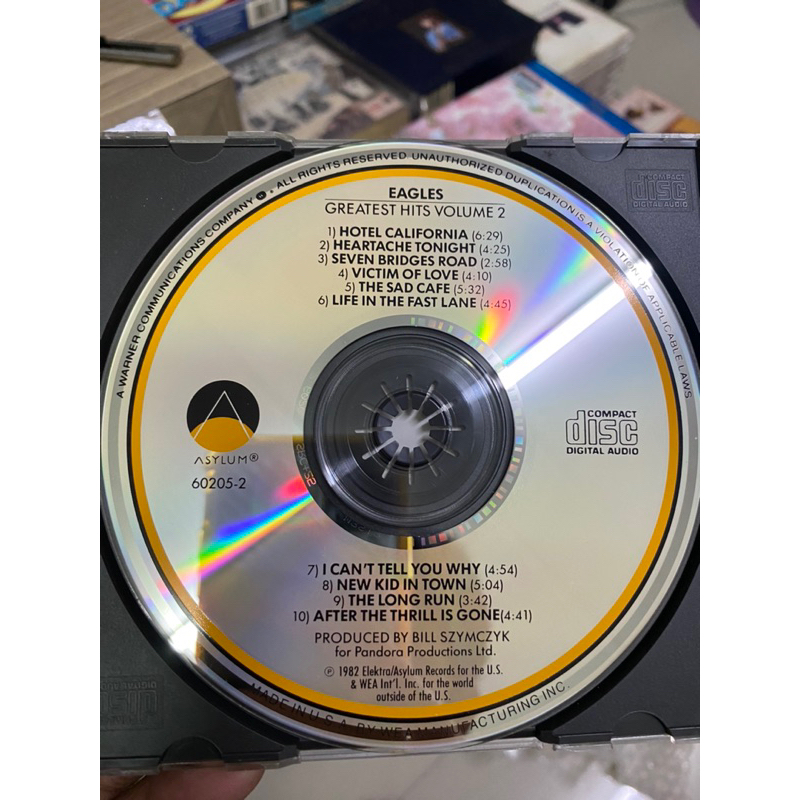 EAGLES
GREATEST HITS VOLUME 2
1) HOTEL CALIFORNIA (6:29)
2) HEARTACHE TONIGHT (4:25)
3) SEVEN BRIDGES ROAD (2:58)
4) VICTIM OF LOVE (4:10)
5) THE SAD CAFE (5:32)
6) LIFE IN THE FAST LANE (4:45)
ASYLUM®
60205-2
COMPACT
disc
DIGITAL AUDIO
7) I CAN'T TELL YOU WHY (4:54)
8) NEW KID IN TOWN (5:04)
9) THE LONG RUN (3:42)
10) AFTER THE THRILL IS GONE(4:41)
PRODUCED BY BILL SZYMCZYK
for Pandora Productions Ltd.
℗ 1982 Elektra/Asylum Records for the U.S.
& WEA Int'l. Inc. for the world
outside of the U.S.
A WARNER COMMUNICATIONS COMPANY • ALL RIGHTS RESERVED UNAUTHORIZED DUPLICATION IS A VIOLATION OF APPLICABLE LAWS
MADE IN U.S.A. BY WEA MANUFACTURING INC.
COMPACT
disc
DIGITAL AUDIO